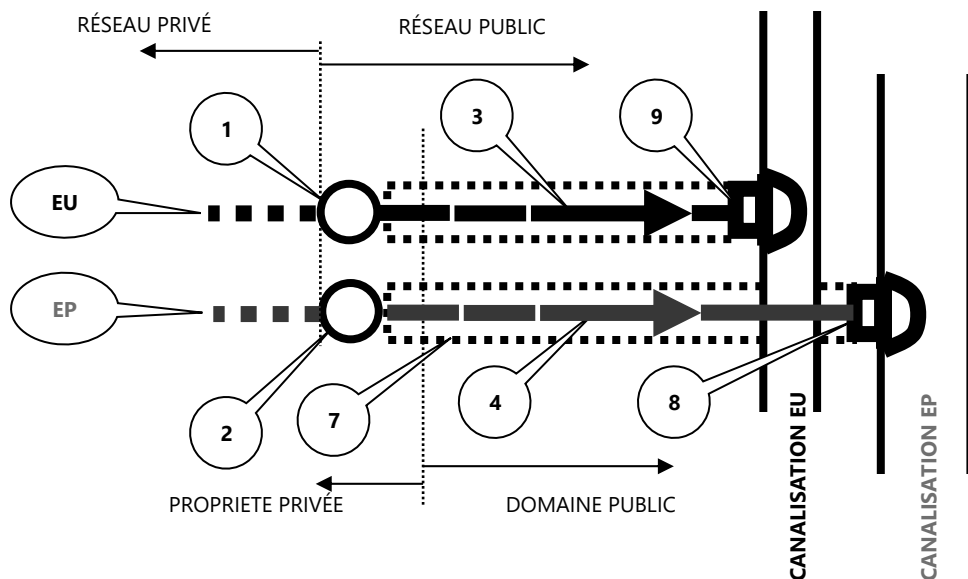 RÉSEAU PRIVÉ
RÉSEAU PUBLIC
1
3
9
EU
EP
2
7
4
8
PROPRIETE PRIVÉE
DOMAINE PUBLIC
CANALISATION EU
CANALISATION EP